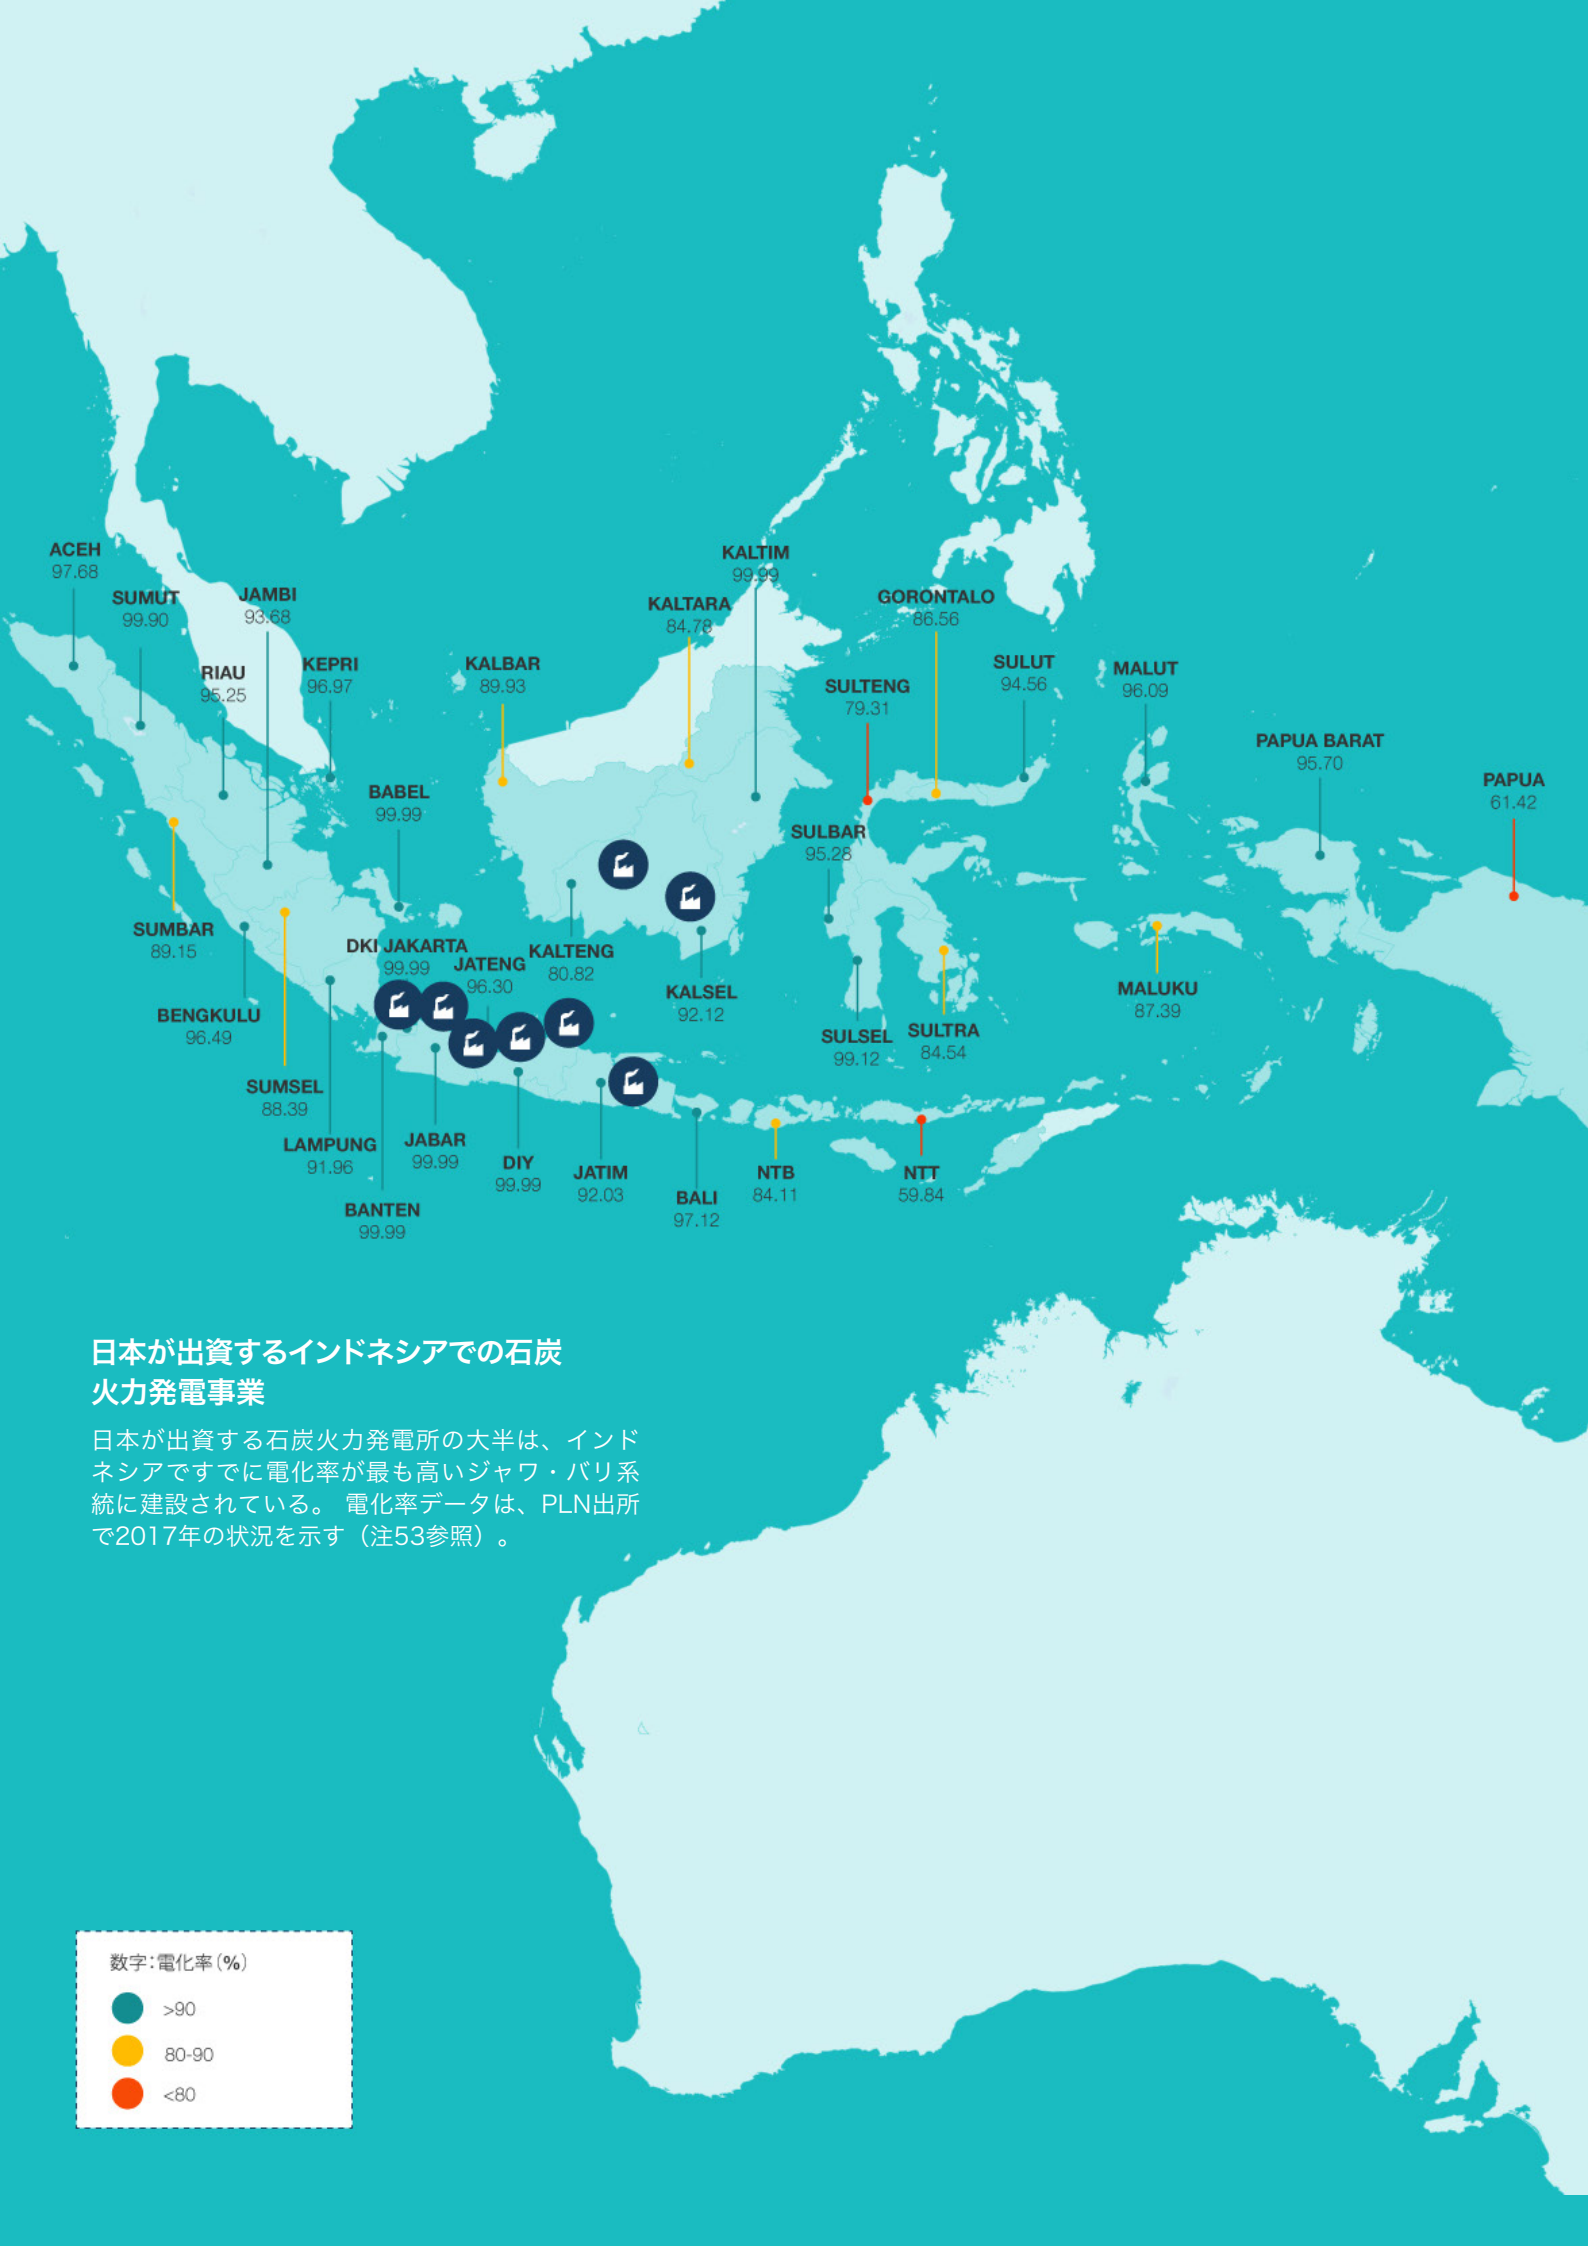 ACEH
97.68
SUMUT
99.90
JAMBI
93.68
RIAU
95.25
KEPRI
96.97
KALBAR
89.93
KALTIM
99.99
KALTARA
84.78
GORONTALO
86.56
SULTENG
79.31
SULUT
94.56
MALUT
96.09
PAPUA BARAT
95.70
PAPUA
61.42
BABEL
99.99
SULBAR
95.28
SUMBAR
89.15
DKI JAKARTA
99.99
JATENG
96.30
KALTENG
80.82
KALSEL
92.12
BENGKULU
96.49
SULSEL
99.12
SULTRA
84.54
MALUKU
87.39
SUMSEL
88.39
LAMPUNG
91.96
JABAR
99.99
DIY
99.99
JATIM
92.03
BALI
97.12
NTB
84.11
NTT
59.84
BANTEN
99.99
日本が出資するインドネシアでの石炭
火力発電事業
日本が出資する石炭火力発電所の大半は、インド
ネシアですでに電化率が最も高いジャワ・バリ系
統に建設されている。 電化率データは、PLN出所
で2017年の状況を示す（注53参照）。
数字：電化率（%）
>90
80-90
<80